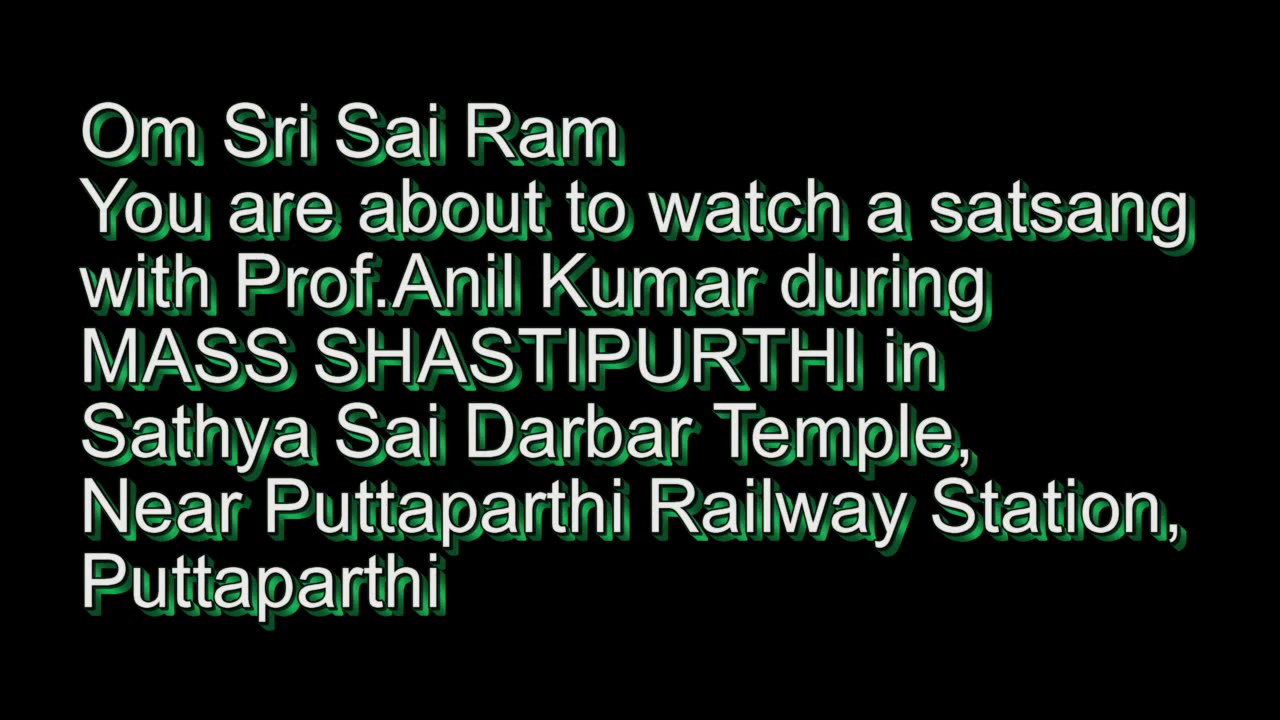 Om Sri Sai Ram
You are about to watch a satsang
with Prof.Anil Kumar during
MASS SHASTIPURTHI in
Sathya Sai Darbar Temple,
Near Puttaparthi Railway Station,
Puttaparthi